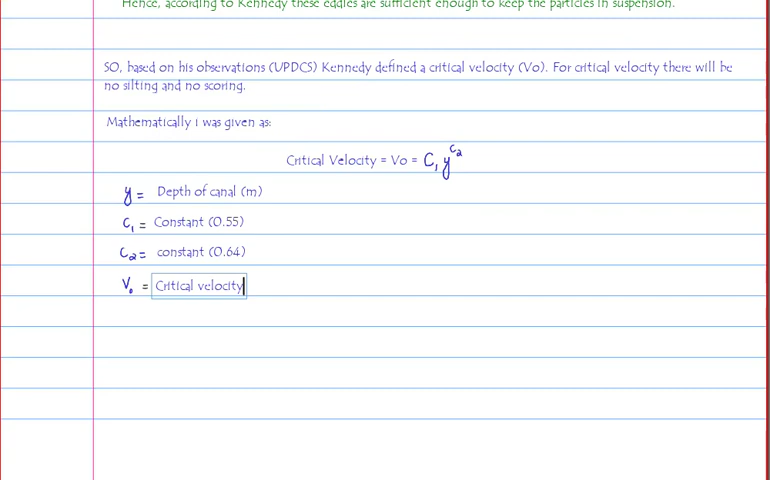 Hence, according to Kennedy these eddies are sufficient enough to keep the particles in suspension.
SO, based on his observations (UPDCS) Kennedy defined a critical velocity (Vo). For critical velocity there will be
no silting and no scoring.
Mathematically I was given as:
Critical Velocity = Vo = C₁ y^C₂
y = Depth of canal (m)
C₁ = Constant (0.55)
C₂ = constant (0.64)
V₀ = Critical velocity